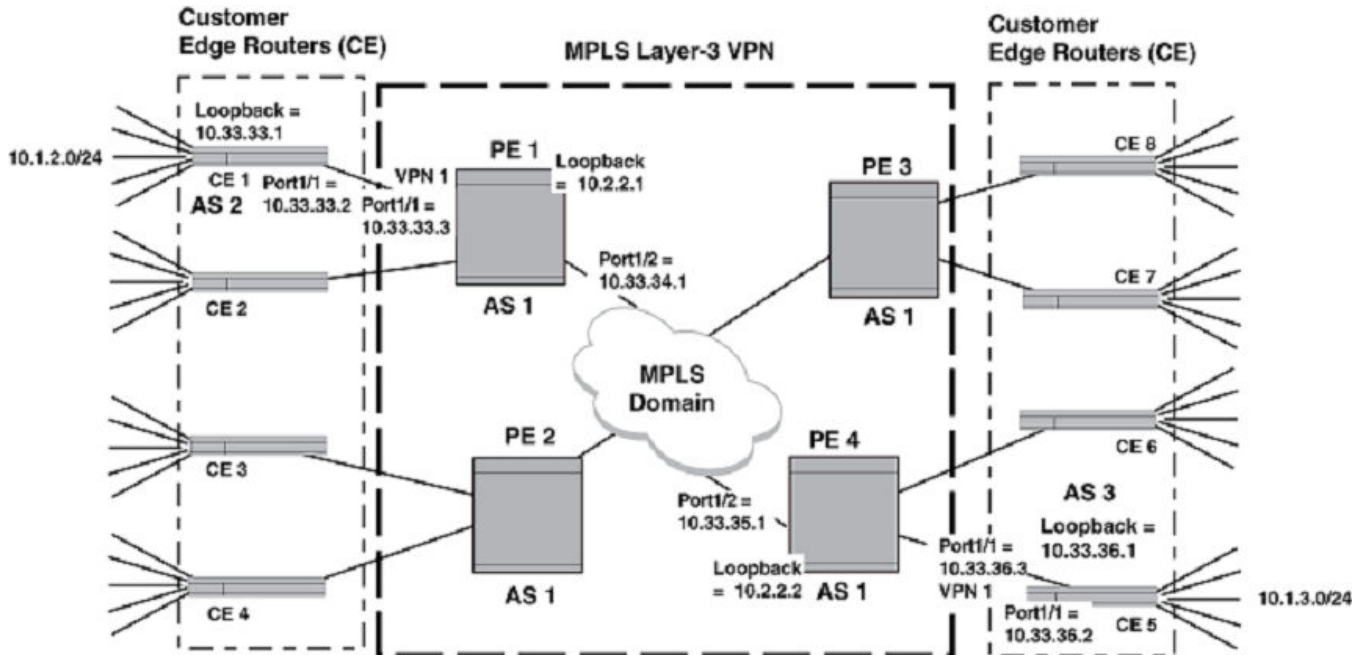 Customer
Edge Routers (CE)
MPLS Layer-3 VPN
Customer
Edge Routers (CE)
Loopback =
10.33.33.1
10.1.2.0/24
CE 1
Port1/1 =
10.33.33.2
AS 2
VPN 1
Port1/1 =
10.33.33.3
PE 1
Loopback
= 10.2.2.1
AS 1
Port1/2 =
10.33.34.1
PE 3
AS 1
CE 8
CE 7
CE 2
MPLS
Domain
CE 3
PE 2
AS 1
CE 4
PE 4
Port1/2 =
10.33.35.1
Loopback
= 10.2.2.2
AS 1
CE 6
AS 3
Loopback =
10.33.36.1
Port1/1 =
10.33.36.3
VPN 1
Port1/1 =
10.33.36.2
CE 5
10.1.3.0/24